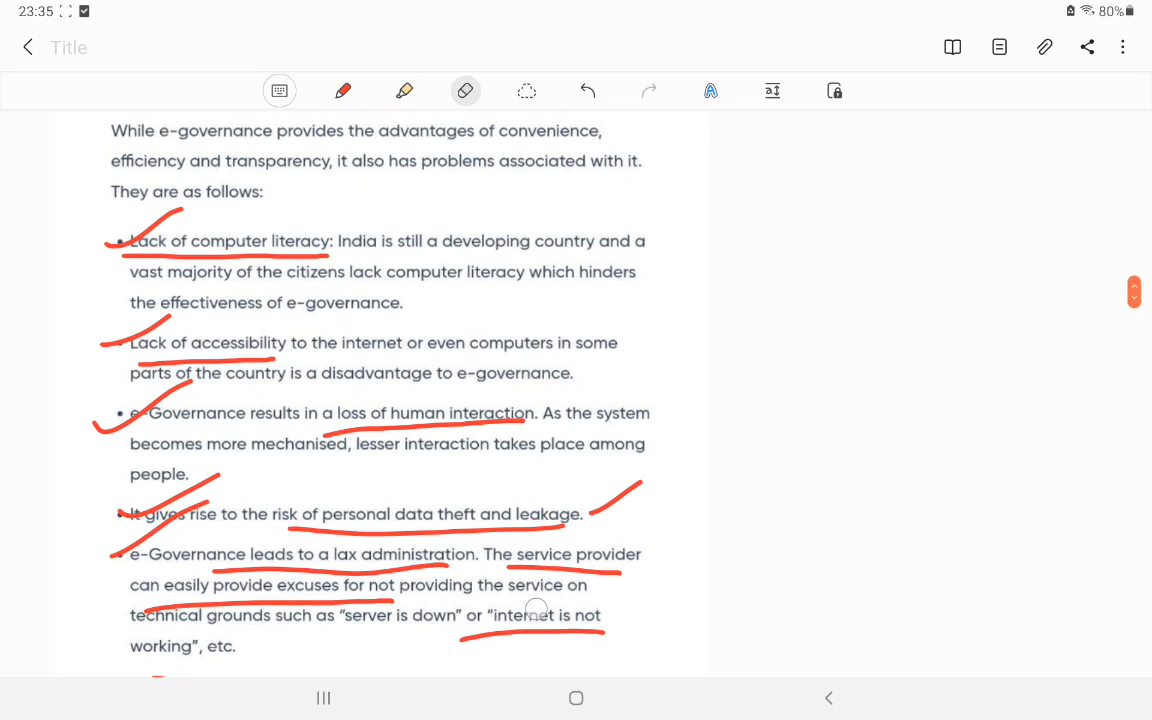 23:35
80%
Title
While e-governance provides the advantages of convenience,
efficiency and transparency, it also has problems associated with it.
They are as follows:
• Lack of computer literacy: India is still a developing country and a
vast majority of the citizens lack computer literacy which hinders
the effectiveness of e-governance.
• Lack of accessibility to the internet or even computers in some
parts of the country is a disadvantage to e-governance.
• e-Governance results in a loss of human interaction. As the system
becomes more mechanised, lesser interaction takes place among
people.
• It gives rise to the risk of personal data theft and leakage.
• e-Governance leads to a lax administration. The service provider
can easily provide excuses for not providing the service on
technical grounds such as “server is down” or “internet is not
working”, etc.